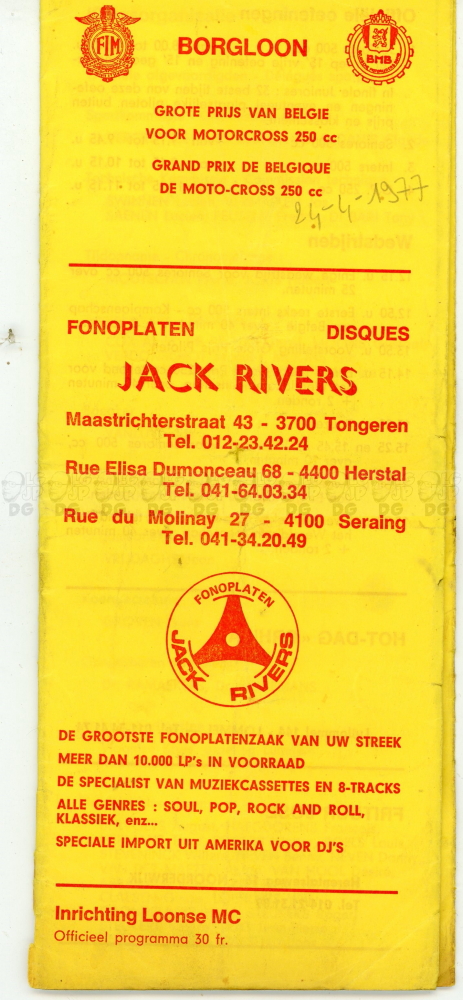 FIM
BORGLOON
BMB
GROTE PRIJS VAN BELGIE
VOOR MOTORCROSS 250 cc
GRAND PRIX DE BELGIQUE
DE MOTO-CROSS 250 cc
24-4-1977
FONOPLATEN DISQUES
JACK RIVERS
Maastrichterstraat 43 - 3700 Tongeren
Tel. 012-23.42.24
Rue Elisa Dumonceau 68 - 4400 Herstal
Tel. 041-64.03.34
Rue du Molinay 27 - 4100 Seraing
Tel. 041-34.20.49
FONOPLATEN
JACK RIVERS
DE GROOTSTE FONOPLATENZAAK VAN UW STREEK
MEER DAN 10.000 LP's IN VOORRAAD
DE SPECIALIST VAN MUZIEKCASSETTES EN 8-TRACKS
ALLE GENRES : SOUL, POP, ROCK AND ROLL,
KLASSIEK, enz...
SPECIALE IMPORT UIT AMERIKA VOOR DJ'S
Inrichting Loonse MC
Officieel programma 30 fr.